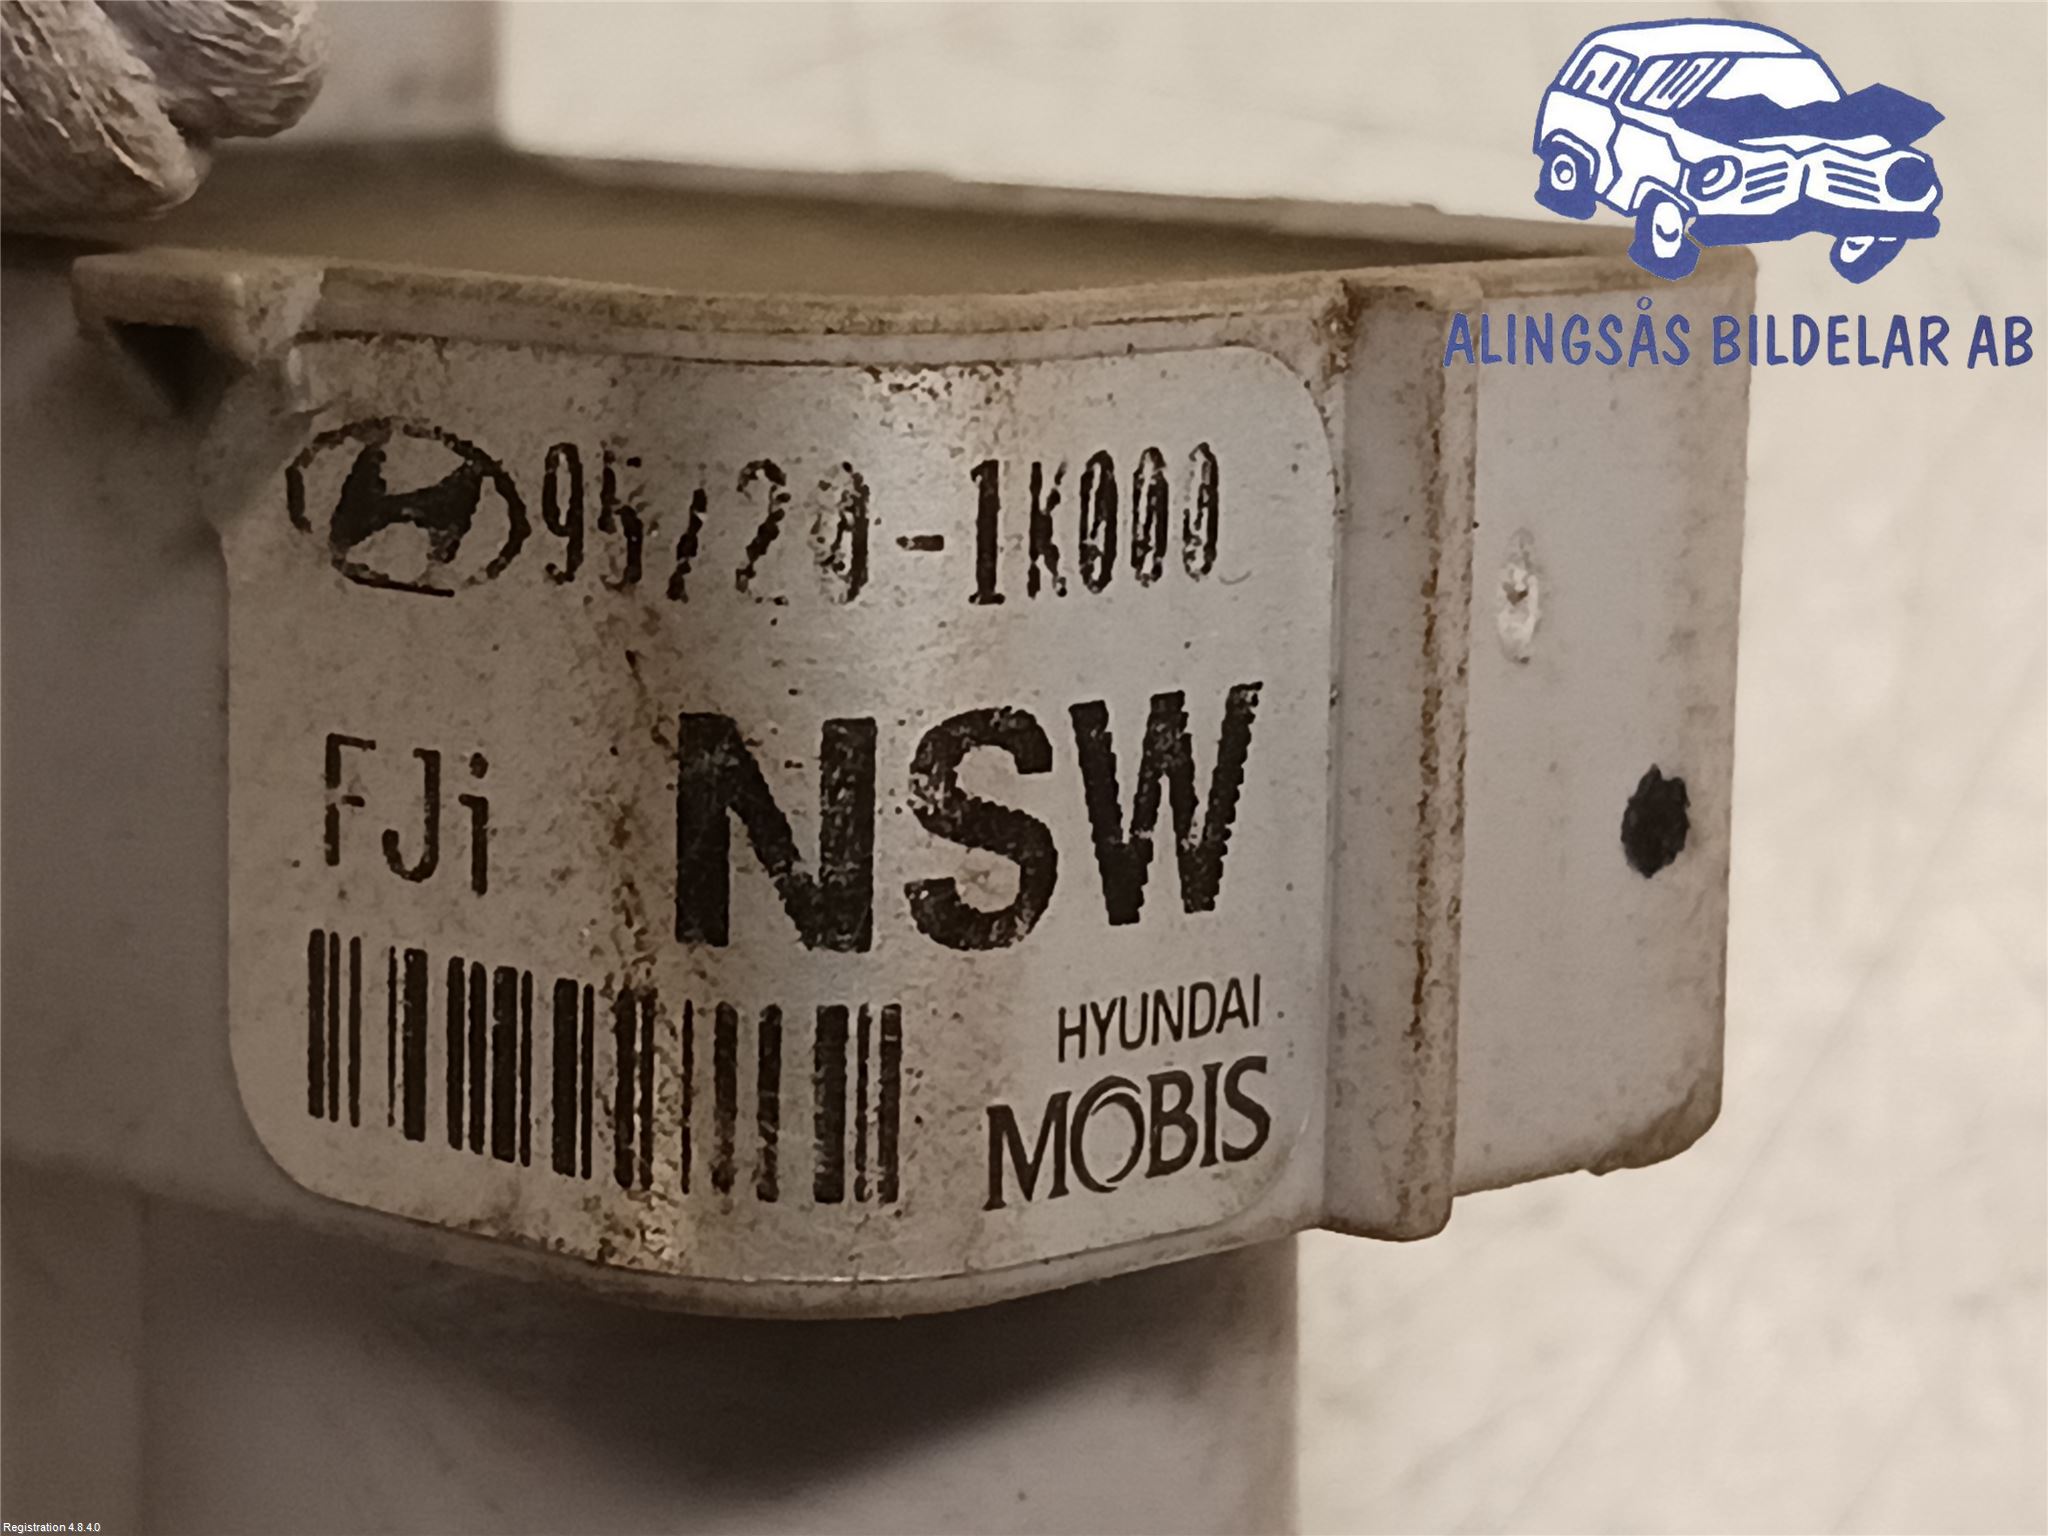 ALINGSÅS BILDELAR AB
95720-1K000
FJi
NSW
HYUNDAI
MOBIS
Registration 4.8.4.0